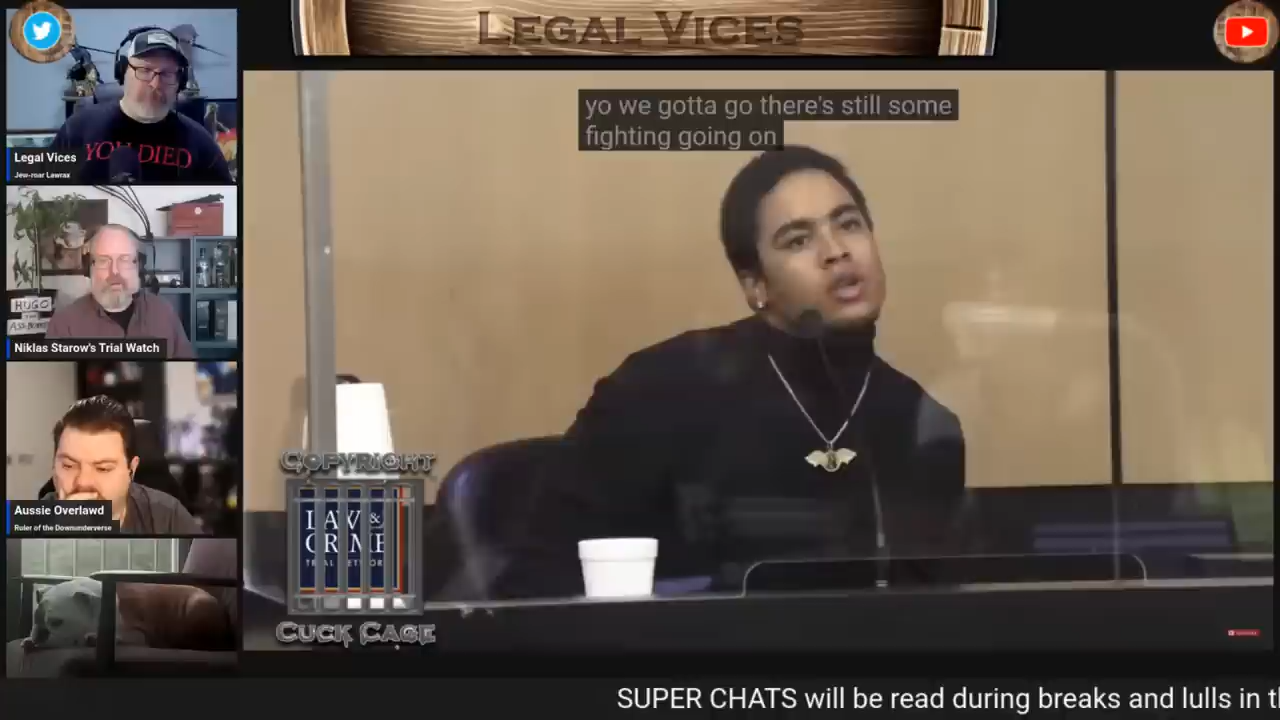 LEGAL VICES
yo we gotta go there's still some
fighting going on
YOU DIED
Legal Vices
Jew-roar Lawrax
HUGO
Niklas Starow's Trial Watch
Aussie Overlawd
Ruler of the Downunderverse
COPYRIGHT
LAW &
CRIME
CUCK CAGE
SUPER CHATS will be read during breaks and lulls in